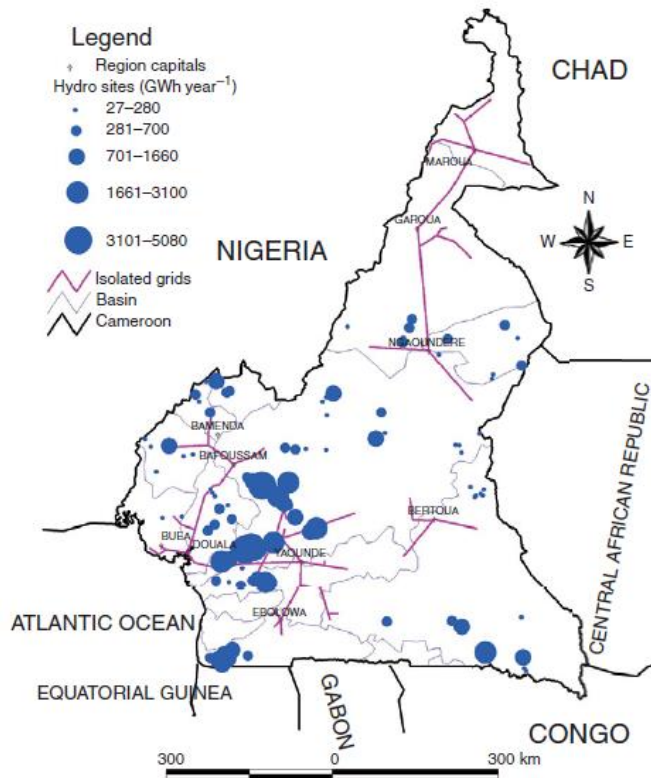 Legend
Region capitals
Hydro sites (GWh year⁻¹)
27–280
281–700
701–1660
1661–3100
3101–5080
Isolated grids
Basin
Cameroon
CHAD
NIGERIA
N
W E
S
MAROUA
GAROUA
NGAOUNDERE
BAMENDA
BAFOUSSAM
BERTOUA
BUEA
DOUALA
YAOUNDE
EBOLOWA
CENTRAL AFRICAN REPUBLIC
ATLANTIC OCEAN
EQUATORIAL GUINEA
GABON
CONGO
300 0 300 km